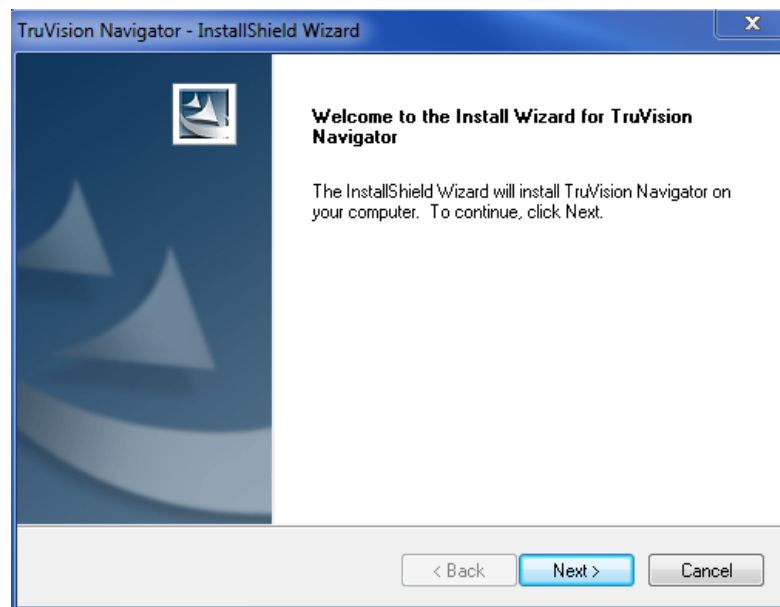 TruVision Navigator - InstallShield Wizard
X
Welcome to the Install Wizard for TruVision
Navigator
The InstallShield Wizard will install TruVision Navigator on
your computer. To continue, click Next.
< Back Next > Cancel